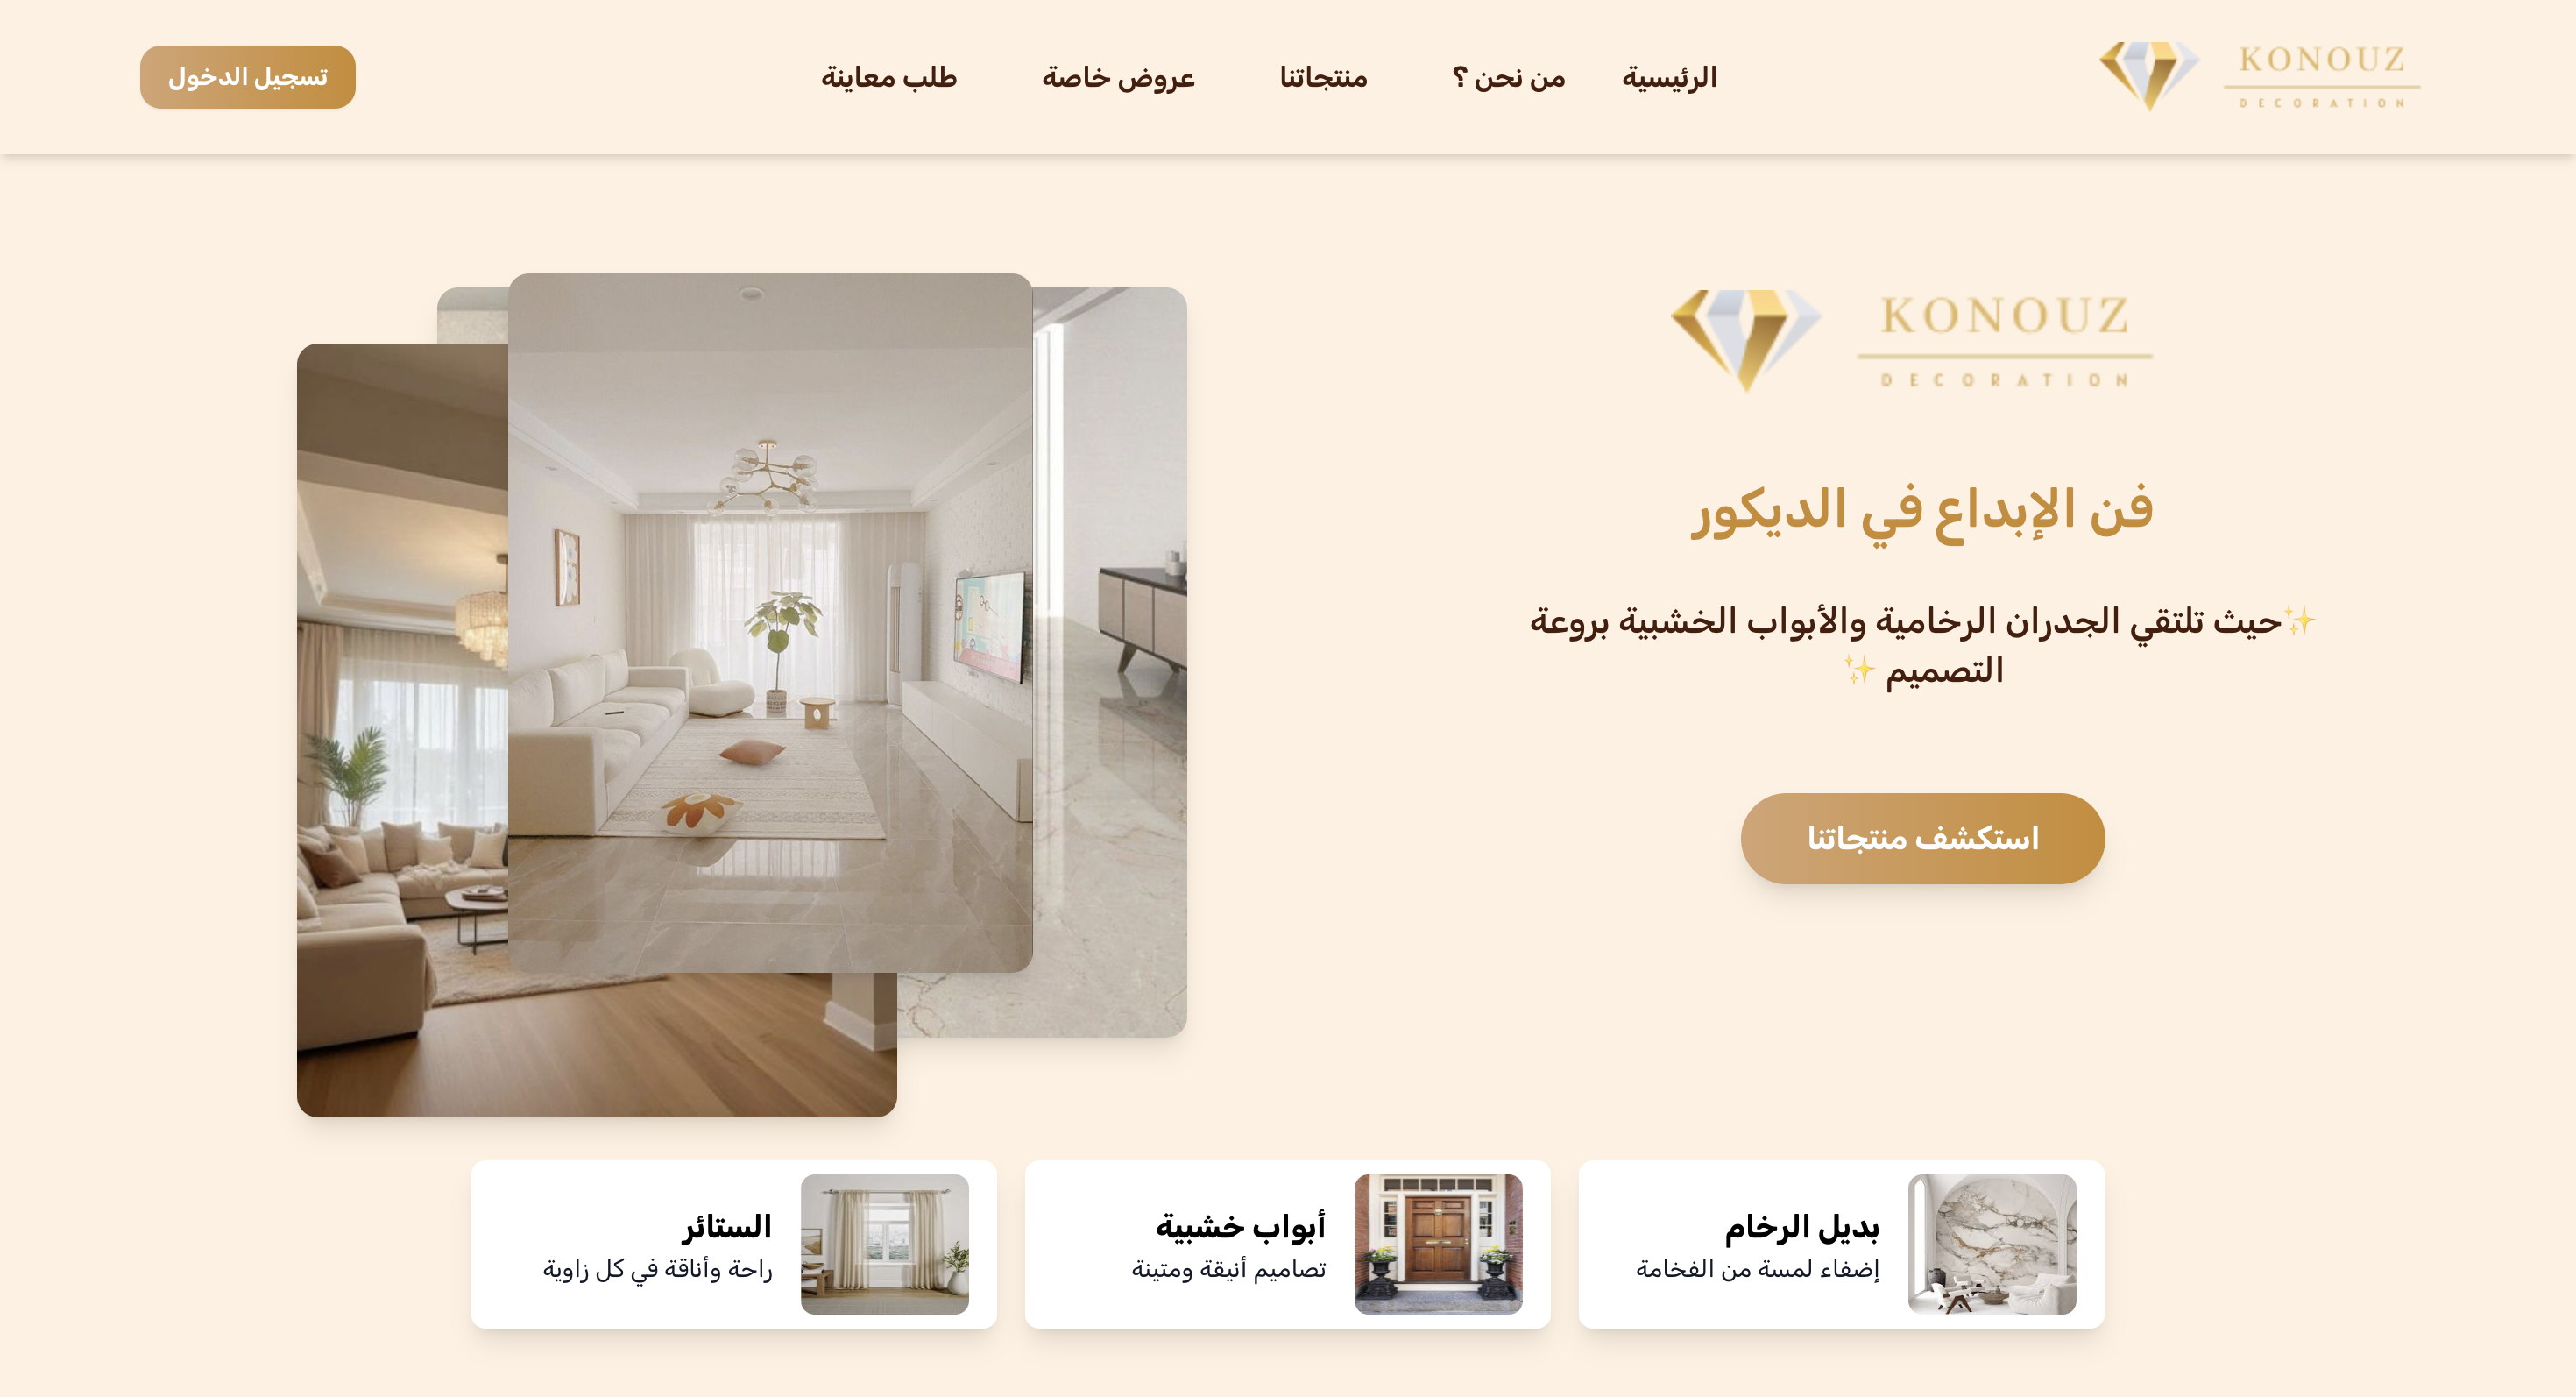 KONOUZ
DECORATION
الرئيسية
من نحن ؟
منتجاتنا
عروض خاصة
طلب معاينة
تسجيل الدخول
KONOUZ
DECORATION
فن الإبداع في الديكور
✨حيث تلتقي الجدران الرخامية والأبواب الخشبية بروعة
التصميم ✨
استكشف منتجاتنا
بديل الرخام
إضفاء لمسة من الفخامة
أبواب خشبية
تصاميم أنيقة ومتينة
الستائر
راحة وأناقة في كل زاوية